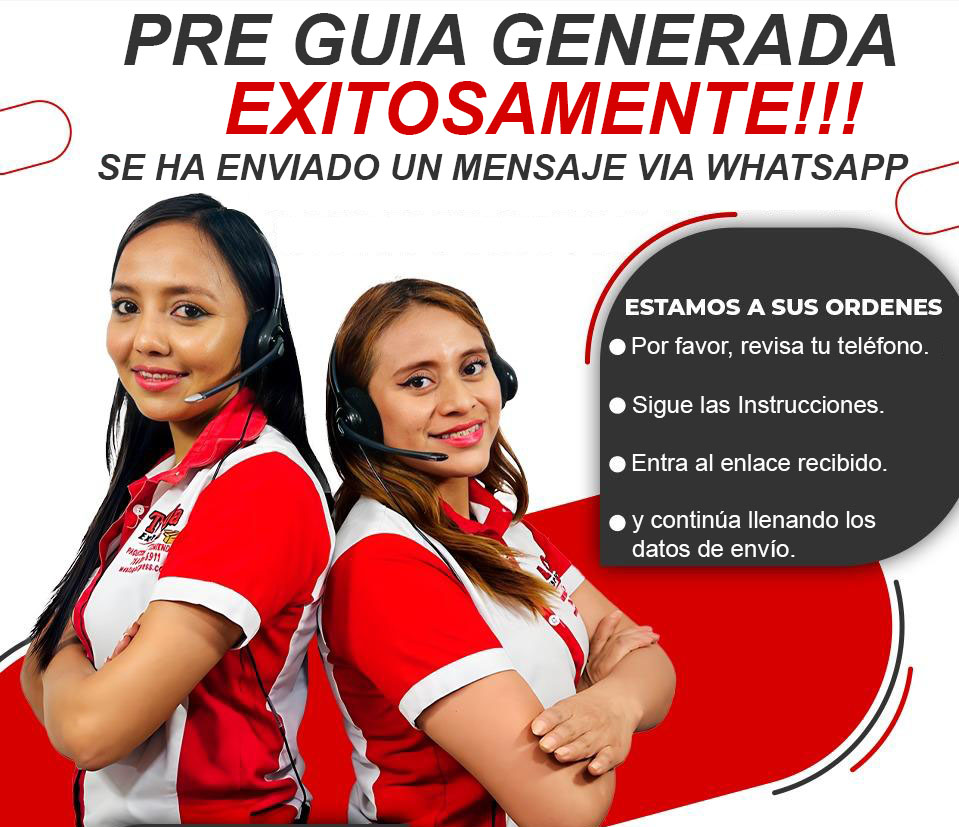 PRE GUIA GENERADA
EXITOSAMENTE!!!
SE HA ENVIADO UN MENSAJE VIA WHATSAPP
ESTAMOS A SUS ORDENES
Por favor, revisa tu teléfono.
Sigue las Instrucciones.
Entra al enlace recibido.
y continúa llenando los
datos de envío.